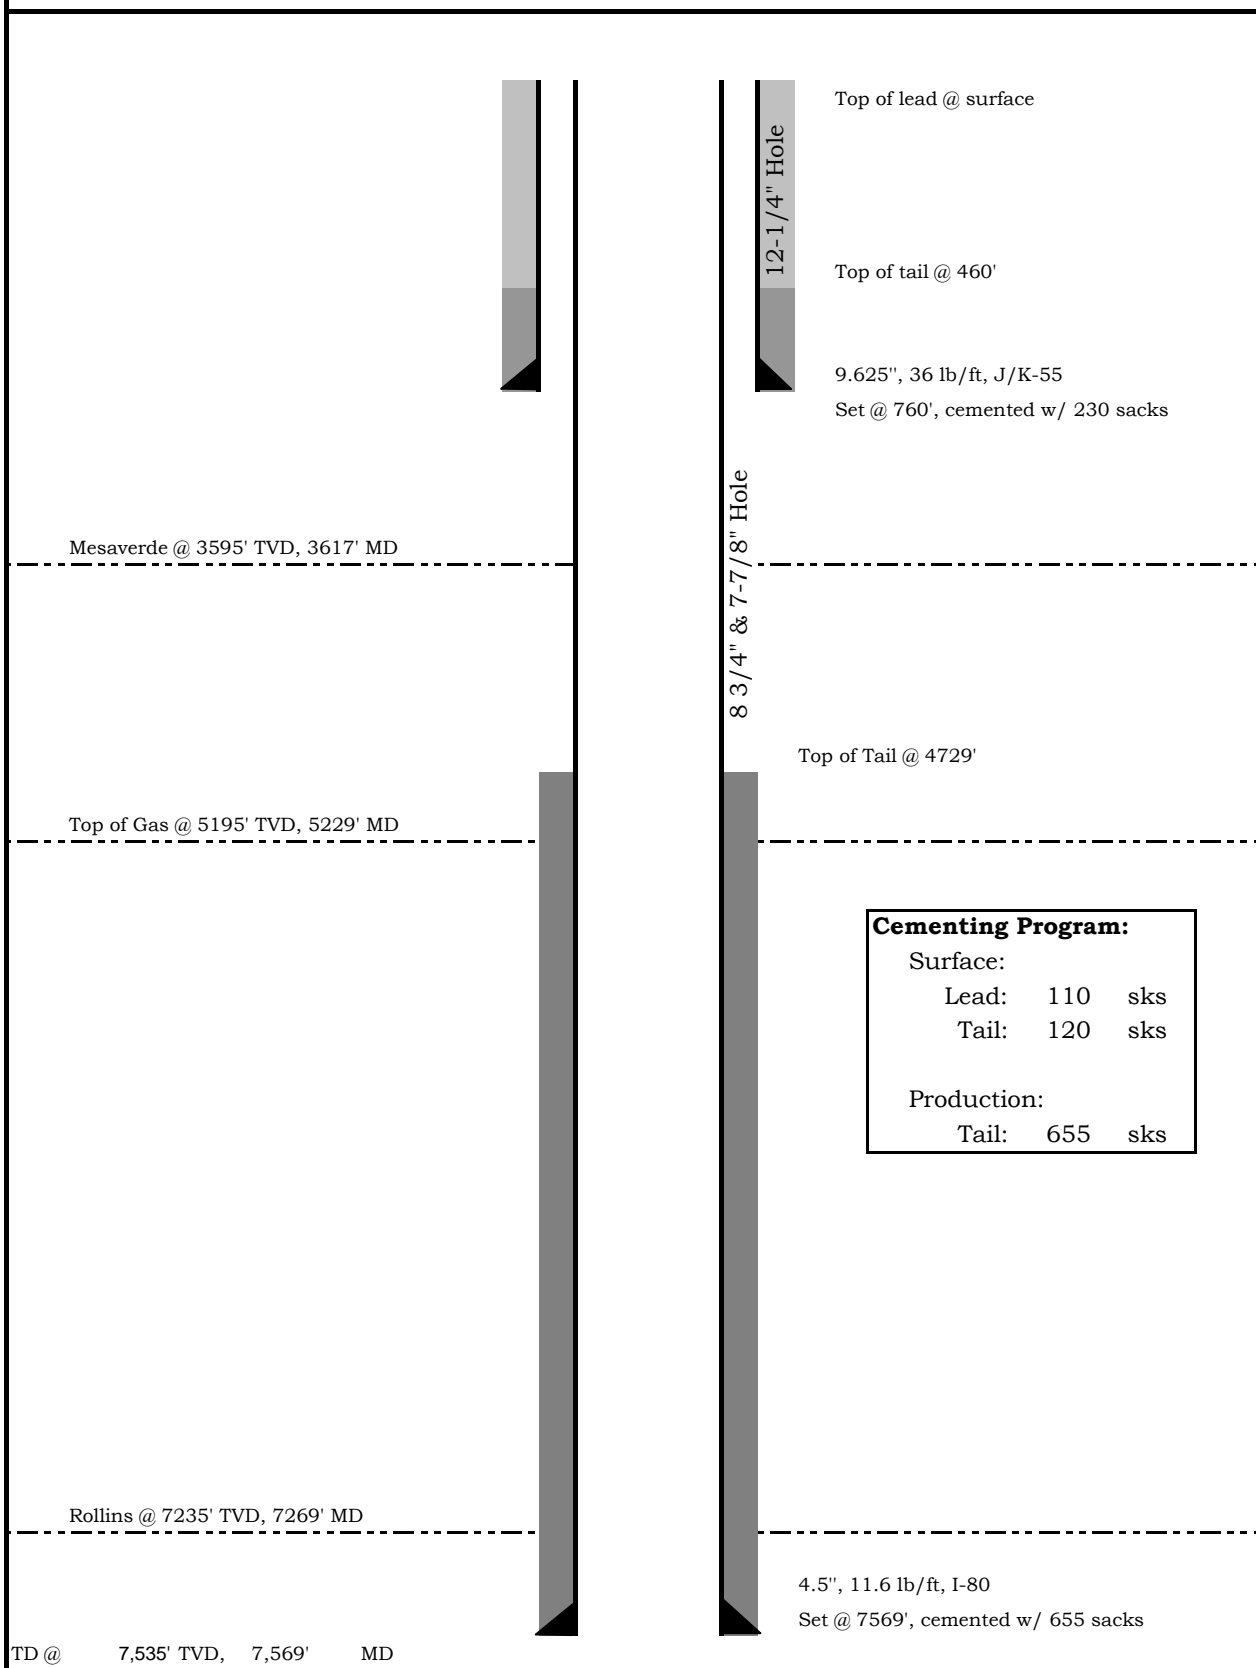 Top of lead @ surface
12-1/4" Hole
Top of tail @ 460'
9.625", 36 lb/ft, J/K-55
Set @ 760', cemented w/ 230 sacks
8 3/4" & 7-7/8" Hole
Mesaverde @ 3595' TVD, 3617' MD
Top of Tail @ 4729'
Top of Gas @ 5195' TVD, 5229' MD
Cementing Program:
Surface:
Lead: 110 sks
Tail: 120 sks
Production:
Tail: 655 sks
Rollins @ 7235' TVD, 7269' MD
4.5", 11.6 lb/ft, I-80
Set @ 7569', cemented w/ 655 sacks
TD @ 7,535' TVD, 7,569' MD